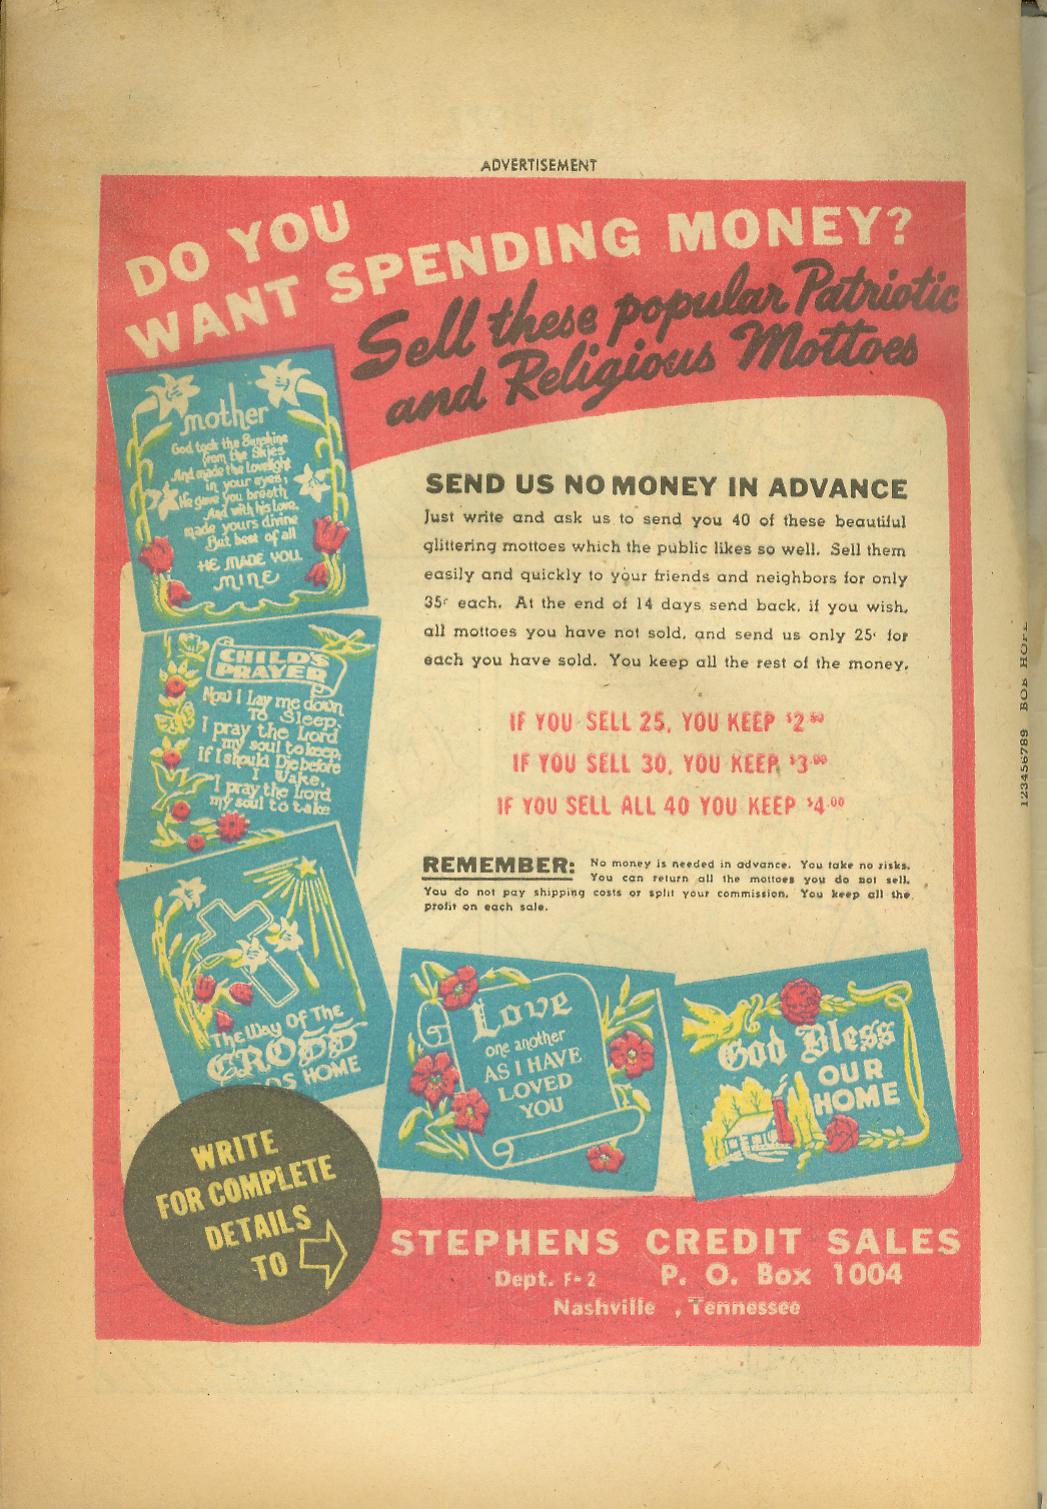 ADVERTISEMENT
DO YOU
WANT SPENDING MONEY?
Sell these popular Patriotic
and Religious Mottoes
mother
God took the Sunshine
from the Skies
And made the Lovelight
in your eyes;
He gave you breath
And with his love,
made yours divine
But best of all
HE MADE YOU
MINE
SEND US NO MONEY IN ADVANCE
Just write and ask us to send you 40 of these beautiful
glittering mottoes which the public likes so well. Sell them
easily and quickly to your friends and neighbors for only
35¢ each. At the end of 14 days send back, if you wish,
all mottoes you have not sold, and send us only 25¢ for
each you have sold. You keep all the rest of the money.
CHILD'S
PRAYER
Now I Lay me down
To Sleep,
I pray the Lord
my soul to keep,
If I should Die before
I Wake,
I pray the Lord
my soul to take
IF YOU SELL 25, YOU KEEP $2.50
IF YOU SELL 30, YOU KEEP $3.00
IF YOU SELL ALL 40 YOU KEEP $4.00
REMEMBER: No money is needed in advance. You take no risks.
You can return all the mottoes you do not sell.
You do not pay shipping costs or split your commission. You keep all the
profit on each sale.
The Way Of The
CROSS
DS HOME
Love
one another
AS I HAVE
LOVED
YOU
God Bless
OUR
HOME
WRITE
FOR COMPLETE
DETAILS
TO
STEPHENS CREDIT SALES
Dept. F-2 P. O. Box 1004
Nashville , Tennessee
123456789 BOB HOPE